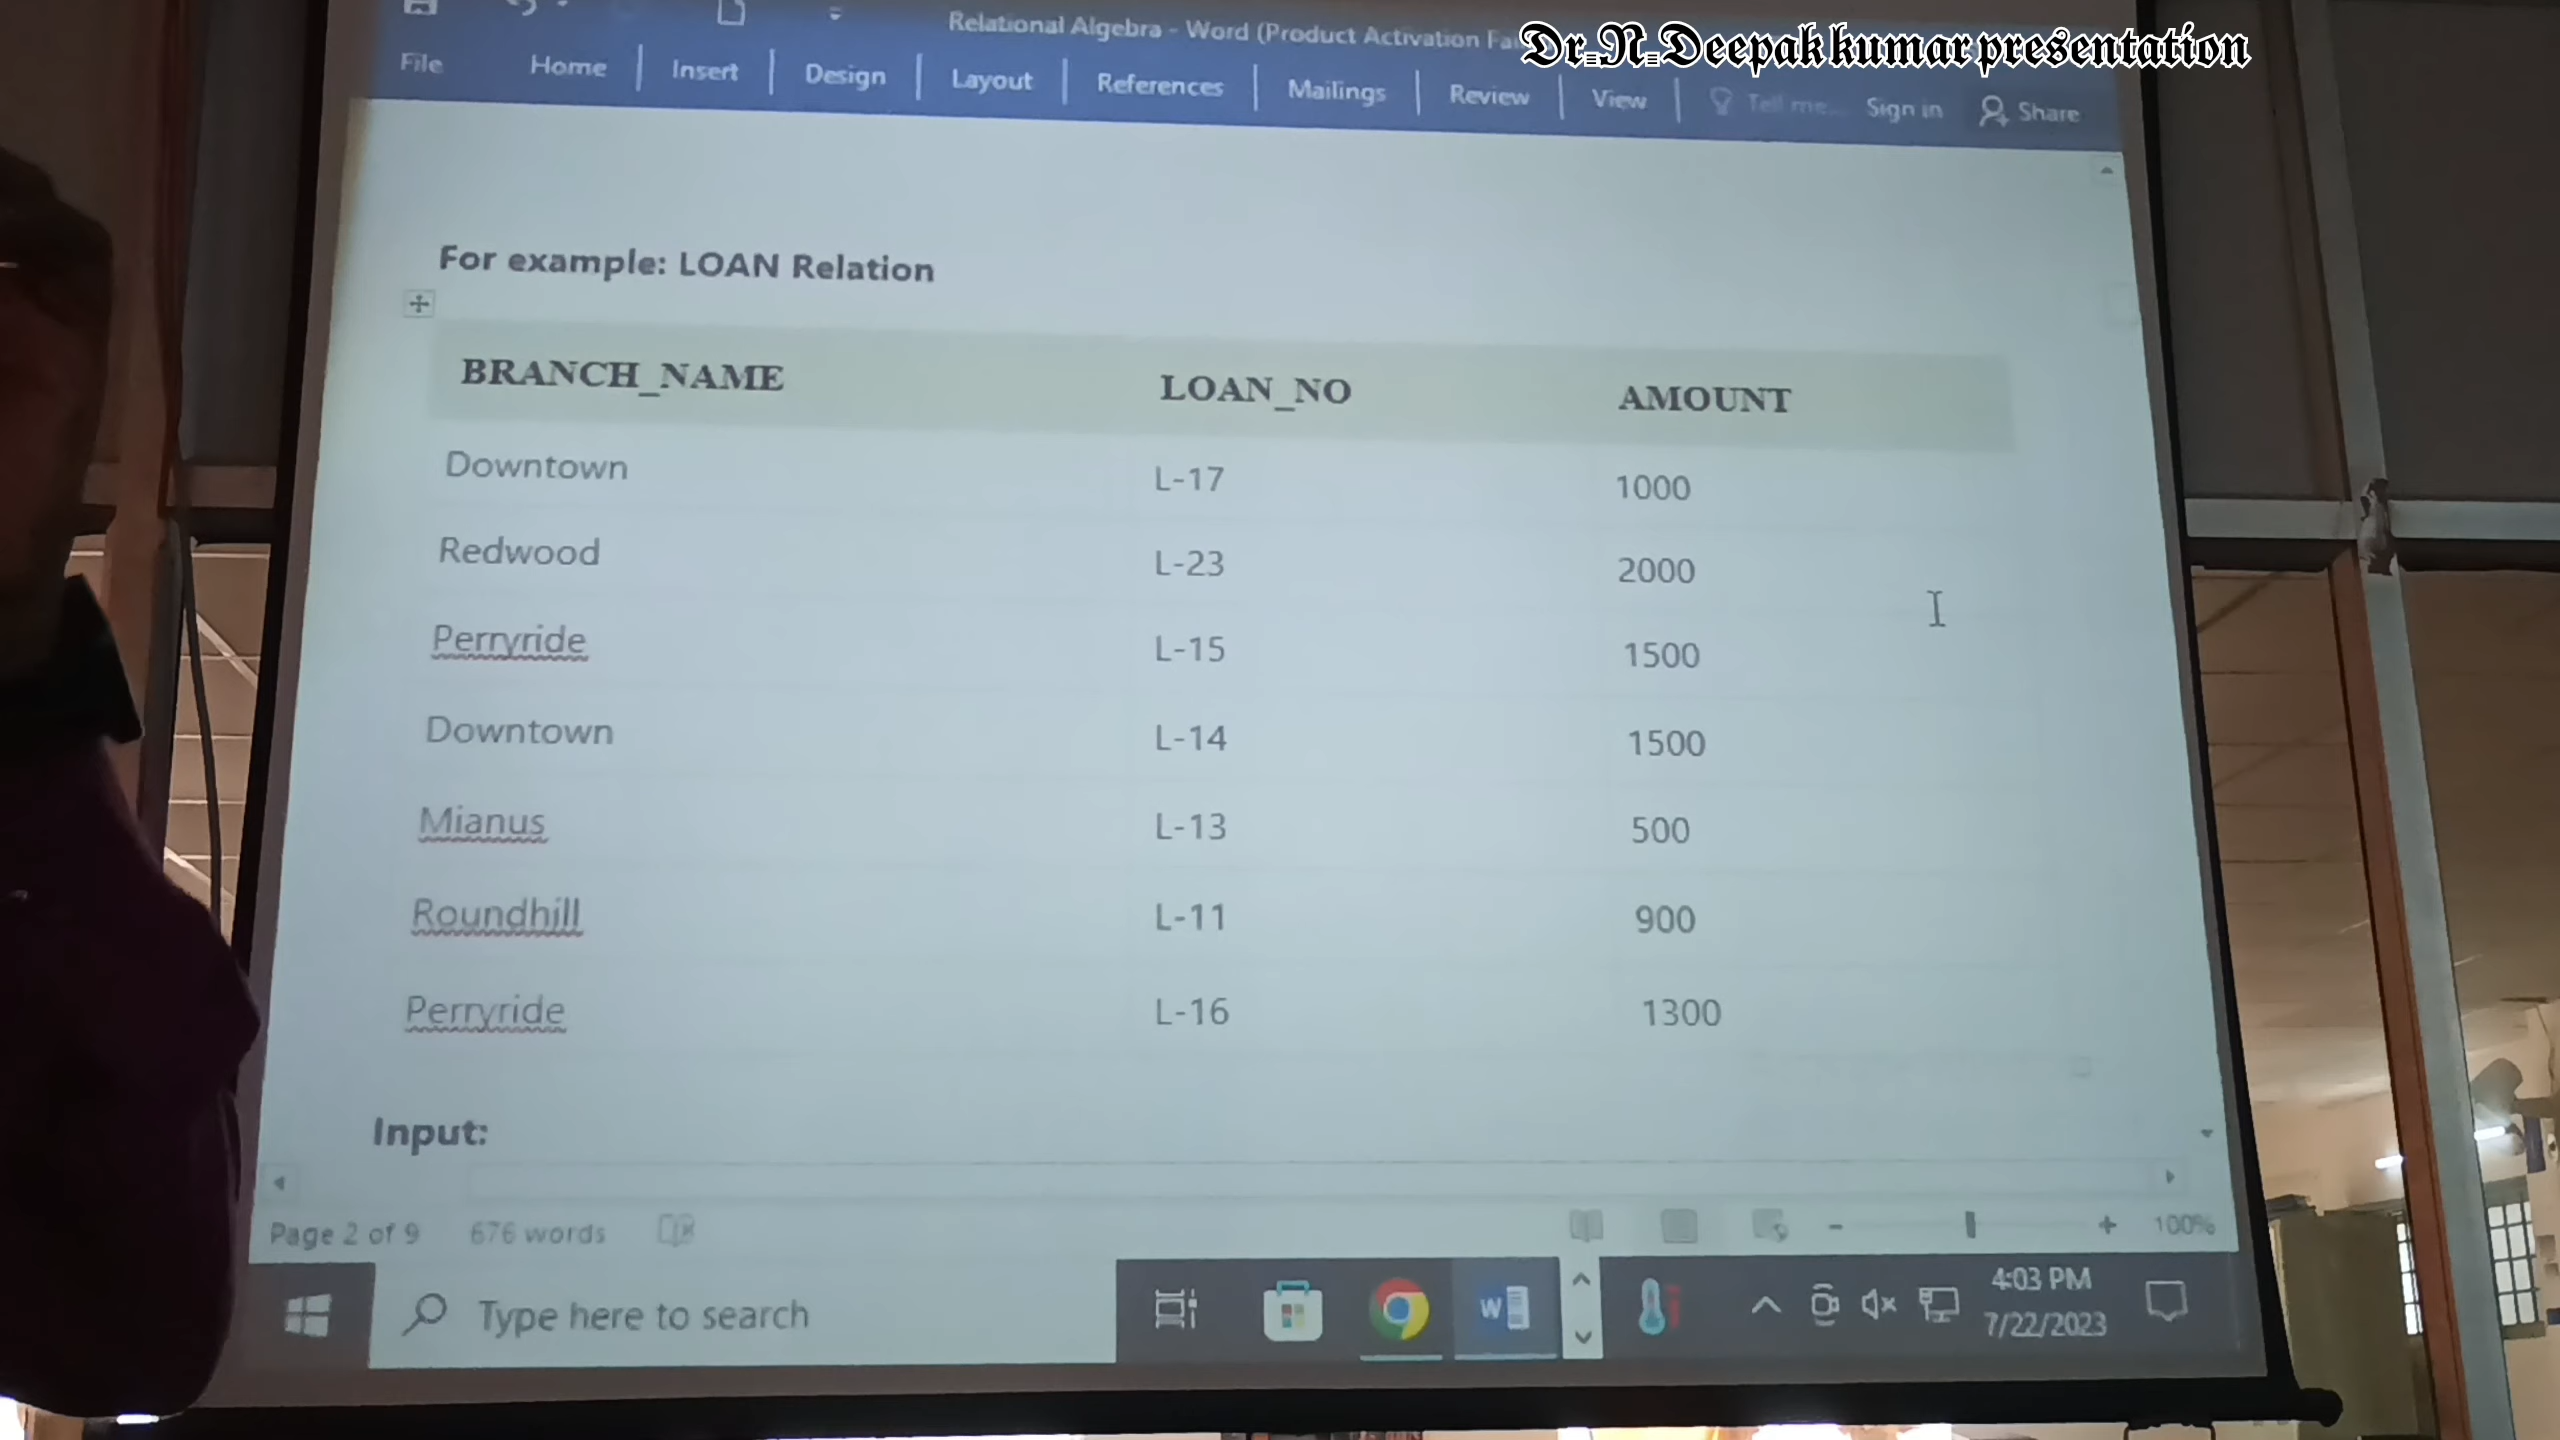 Relational Algebra - Word (Product Activation
Dr.N.Deepak kumar presentation
File Home Insert Design Layout References Mailings Review View Tell me... Sign in Share
For example: LOAN Relation
BRANCH_NAME LOAN_NO AMOUNT
Downtown L-17 1000
Redwood L-23 2000
Perryride L-15 1500
Downtown L-14 1500
Mianus L-13 500
Roundhill L-11 900
Perryride L-16 1300
Input:
Page 2 of 9 676 words 100%
Type here to search
4:03 PM
7/22/2023